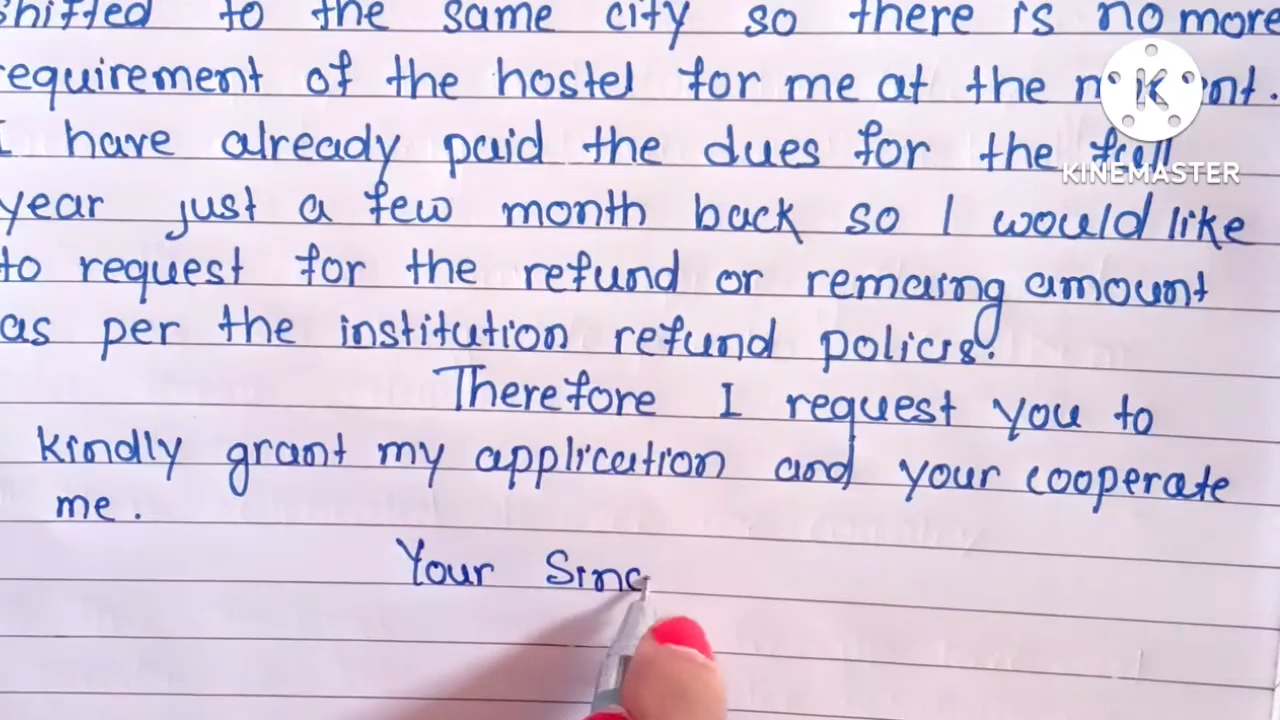 shifted to the same city so there is no more
requirement of the hostel for me at the
I have already paid the dues for the full
KINEMASTER
year just a few month back so I would like
to request for the refund or remaing amount
as per the institution refund policis.
Therefore I request you to
kindly grant my application and your cooperate
me.
Your Sinc